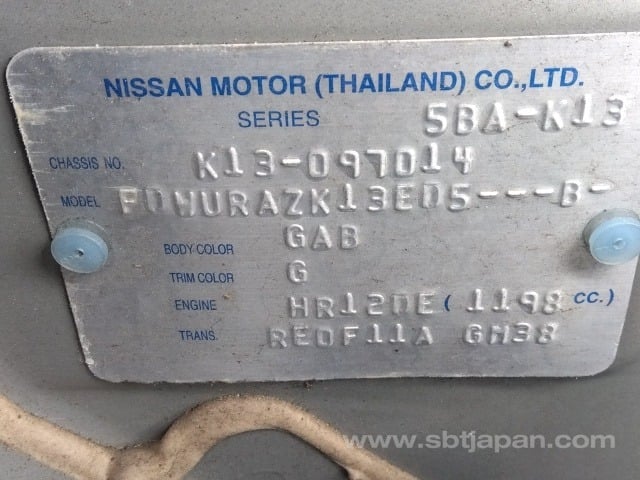 NISSAN MOTOR (THAILAND) CO.,LTD.
SERIES 5BA-K13
CHASSIS NO. K13-097014
MODEL FDWURAZK13ED5---B-
BODY COLOR GAB
TRIM COLOR G
ENGINE HR12DE ( 1198 CC.)
TRANS. RE0F11A GH38
www.sbtjapan.com